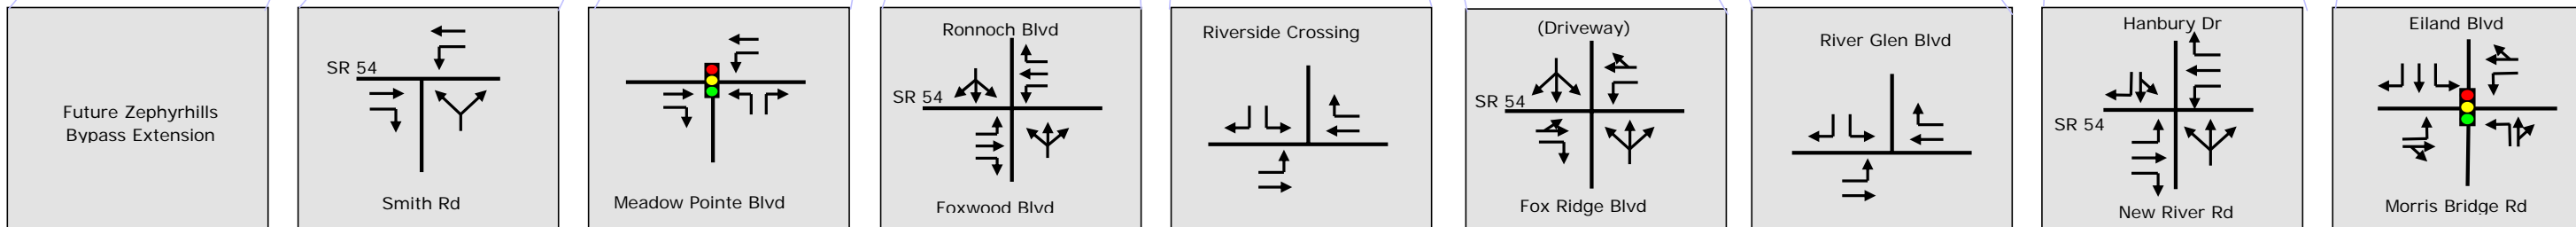 Future Zephyrhills
Bypass Extension
SR 54
Smith Rd
Meadow Pointe Blvd
Ronnoch Blvd
SR 54
Foxwood Blvd
Riverside Crossing
(Driveway)
SR 54
Fox Ridge Blvd
River Glen Blvd
Hanbury Dr
SR 54
New River Rd
Eiland Blvd
Morris Bridge Rd